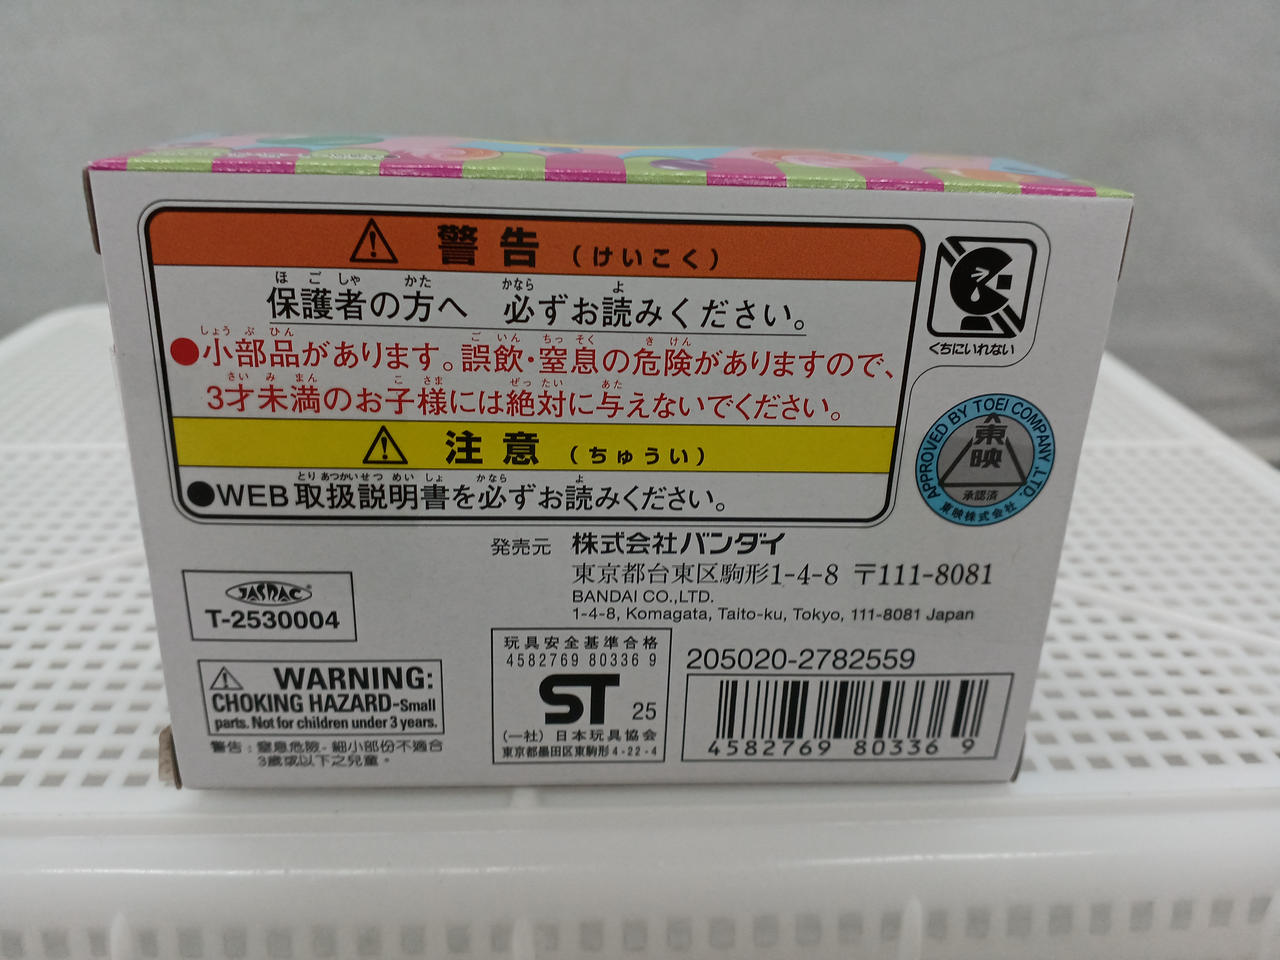 警告（けいこく）
保護者の方へ 必ずお読みください。
●小部品があります。誤飲・窒息の危険がありますので、
3才未満のお子様には絶対に与えないでください。
注意（ちゅうい）
●WEB取扱説明書を必ずお読みください。
くちにいれない
APPROVED BY TOEI COMPANY, LTD.
東映
承認済
東映株式会社
発売元 株式会社バンダイ
東京都台東区駒形1-4-8 〒111-8081
BANDAI CO.,LTD.
1-4-8, Komagata, Taito-ku, Tokyo, 111-8081 Japan
JASRAC
T-2530004
WARNING:
CHOKING HAZARD-Small
parts. Not for children under 3 years.
警告：窒息危險－細小部份不適合
3歲或以下之兒童。
玩具安全基準合格
4582769 80336 9
ST 25
(一社) 日本玩具協会
東京都墨田区東駒形4-22-4
205020-2782559
4582769 80336 9